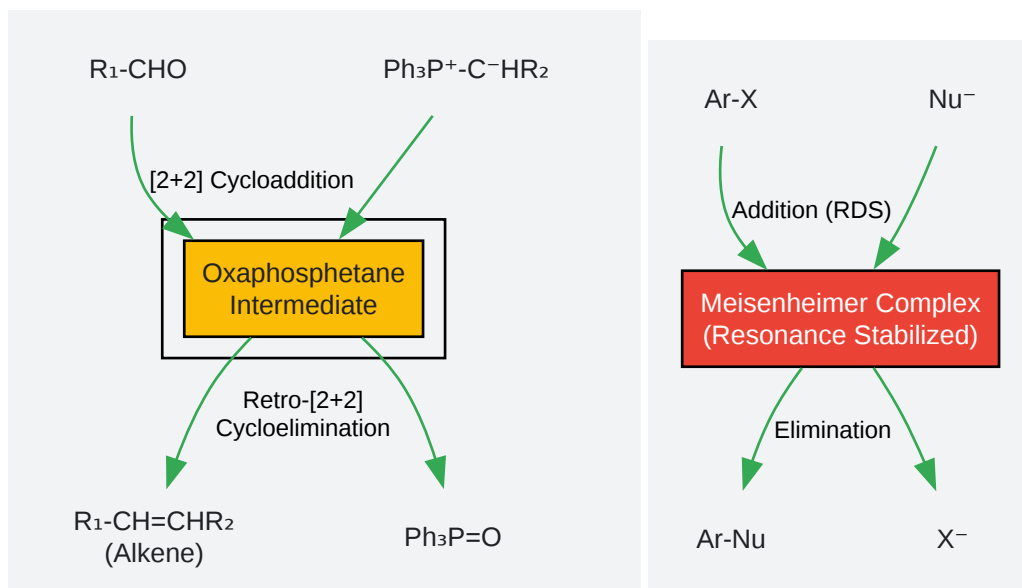 R₁-CHO
Ph₃P⁺-C⁻HR₂
[2+2] Cycloaddition
Oxaphosphetane
Intermediate
Retro-[2+2]
Cycloelimination
R₁-CH=CHR₂
(Alkene)
Ph₃P=O
Ar-X
Nu⁻
Addition (RDS)
Meisenheimer Complex
(Resonance Stabilized)
Elimination
Ar-Nu
X⁻